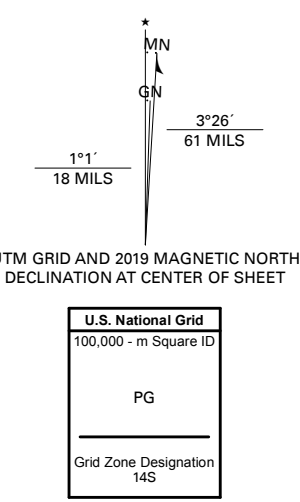 ★
MN
GN
3°26´
61 MILS
1°1´
18 MILS
UTM GRID AND 2019 MAGNETIC NORTH
DECLINATION AT CENTER OF SHEET
U.S. National Grid
100,000 - m Square ID
PG
Grid Zone Designation
14S